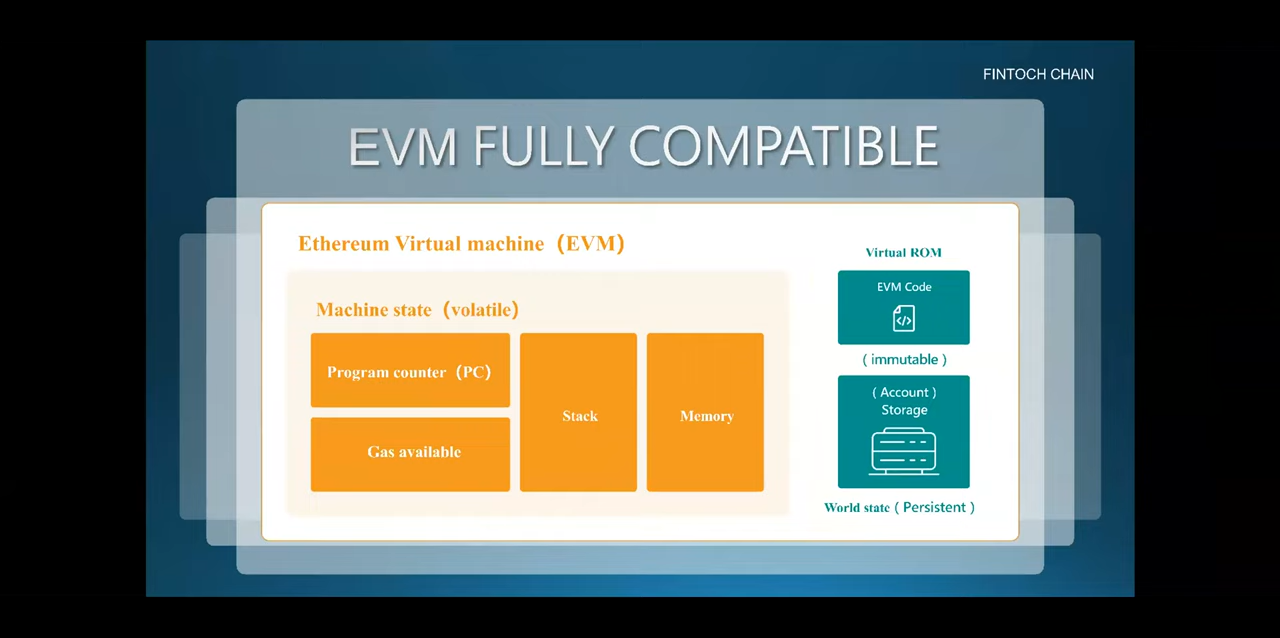 FINTOCH CHAIN
EVM FULLY COMPATIBLE
Ethereum Virtual machine（EVM）
Machine state（volatile）
Program counter（PC）
Gas available
Stack
Memory
Virtual ROM
EVM Code
( immutable )
( Account )
Storage
World state ( Persistent )